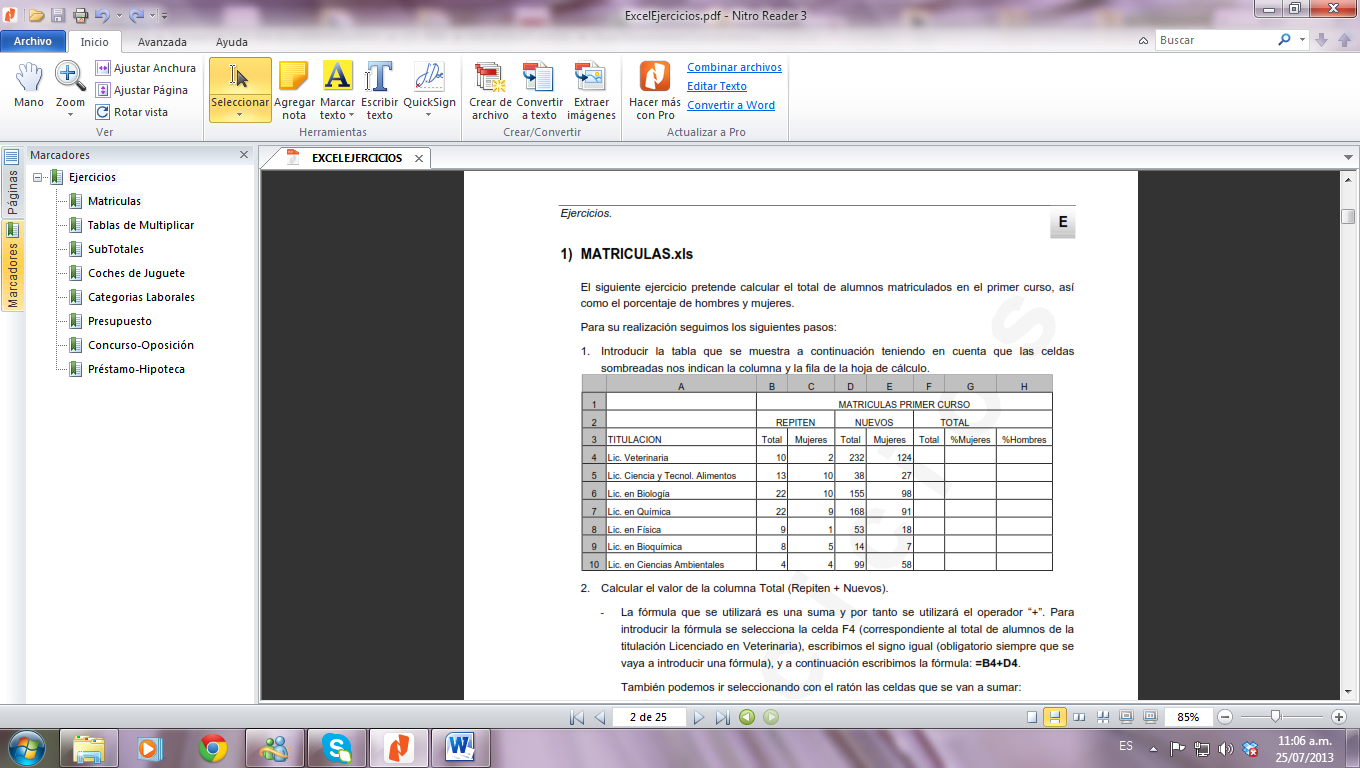 ExcelEjercicios.pdf - Nitro Reader 3
Archivo Inicio Avanzada Ayuda Buscar
Mano
Zoom
Ajustar Anchura
Ajustar Página
Rotar vista
Ver
Seleccionar
Agregar nota
Marcar texto
Escribir texto
QuickSign
Herramientas
Crear de archivo
Convertir a texto
Extraer imágenes
Crear/Convertir
Hacer más con Pro
Combinar archivos
Editar Texto
Convertir a Word
Actualizar a Pro
Páginas
Marcadores
Marcadores
Ejercicios
Matriculas
Tablas de Multiplicar
SubTotales
Coches de Juguete
Categorias Laborales
Presupuesto
Concurso-Oposición
Préstamo-Hipoteca
EXCELEJERCICIOS
Ejercicios.
E
1) MATRICULAS.xls
El siguiente ejercicio pretende calcular el total de alumnos matriculados en el primer curso, así
como el porcentaje de hombres y mujeres.
Para su realización seguimos los siguientes pasos:
1. Introducir la tabla que se muestra a continuación teniendo en cuenta que las celdas
sombreadas nos indican la columna y la fila de la hoja de cálculo.
A B C D E F G H
1 MATRICULAS PRIMER CURSO
2 REPITEN NUEVOS TOTAL
3 TITULACION Total Mujeres Total Mujeres Total %Mujeres %Hombres
4 Lic. Veterinaria 10 2 232 124
5 Lic. Ciencia y Tecnol. Alimentos 13 10 38 27
6 Lic. en Biología 22 10 155 98
7 Lic. en Química 22 9 168 91
8 Lic. en Física 9 1 53 18
9 Lic. en Bioquímica 8 5 14 7
10 Lic. en Ciencias Ambientales 4 4 99 58
2. Calcular el valor de la columna Total (Repiten + Nuevos).
- La fórmula que se utilizará es una suma y por tanto se utilizará el operador “+”. Para
introducir la fórmula se selecciona la celda F4 (correspondiente al total de alumnos de la
titulación Licenciado en Veterinaria), escribimos el signo igual (obligatorio siempre que se
vaya a introducir una fórmula), y a continuación escribimos la fórmula: =B4+D4.
También podemos ir seleccionando con el ratón las celdas que se van a sumar:
2 de 25
85%
ES
11:06 a.m.
25/07/2013